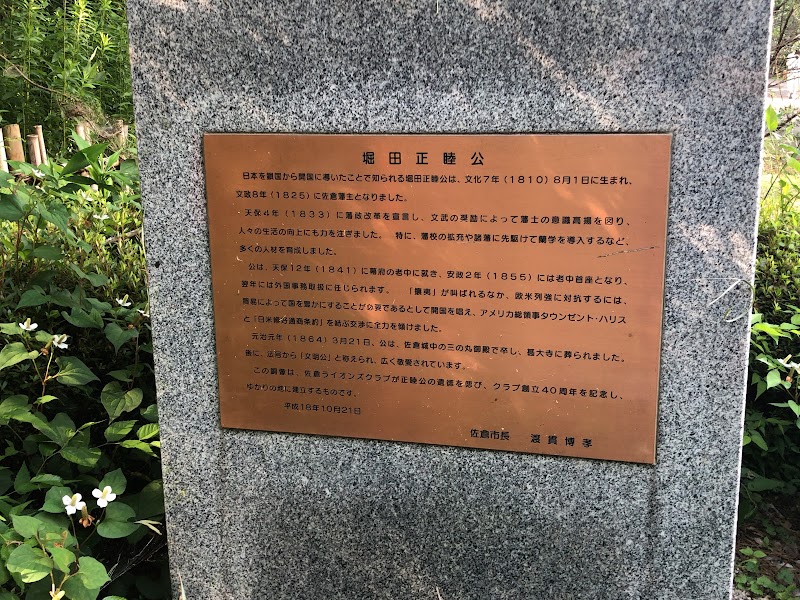 堀田正睦公
日本を鎖国から開国に導いたことで知られる堀田正睦公は、文化7年（1810）8月1日に生まれ、
文政8年（1825）に佐倉藩主となりました。
天保4年（1833）に藩政改革を宣言し、文武の奨励によって藩士の意識高揚を図り、
人々の生活の向上にも力を注ぎました。 特に、藩校の拡充や諸藩に先駆けて蘭学を導入するなど、
多くの人材を育成しました。
公は、天保12年（1841）に幕府の老中に就き、安政2年（1855）には老中首座となり、
翌年には外国事務取扱に任じられます。 「攘夷」が叫ばれるなか、欧米列強に対抗するには、
貿易によって国を豊かにすることが必要であるとして開国を唱え、アメリカ総領事タウンゼント・ハリス
と「日米修好通商条約」を結ぶ交渉に全力を傾けました。
元治元年（1864）3月21日、公は、佐倉城中の三の丸御殿で卒し、甚大寺に葬られました。
後に、法号から「文明公」と称えられ、広く敬愛されています。
この銅像は、佐倉ライオンズクラブが正睦公の遺徳を忍び、クラブ創立40周年を記念し、
ゆかりの地に建立するものです。
平成18年10月21日
佐倉市長 渡貫博孝